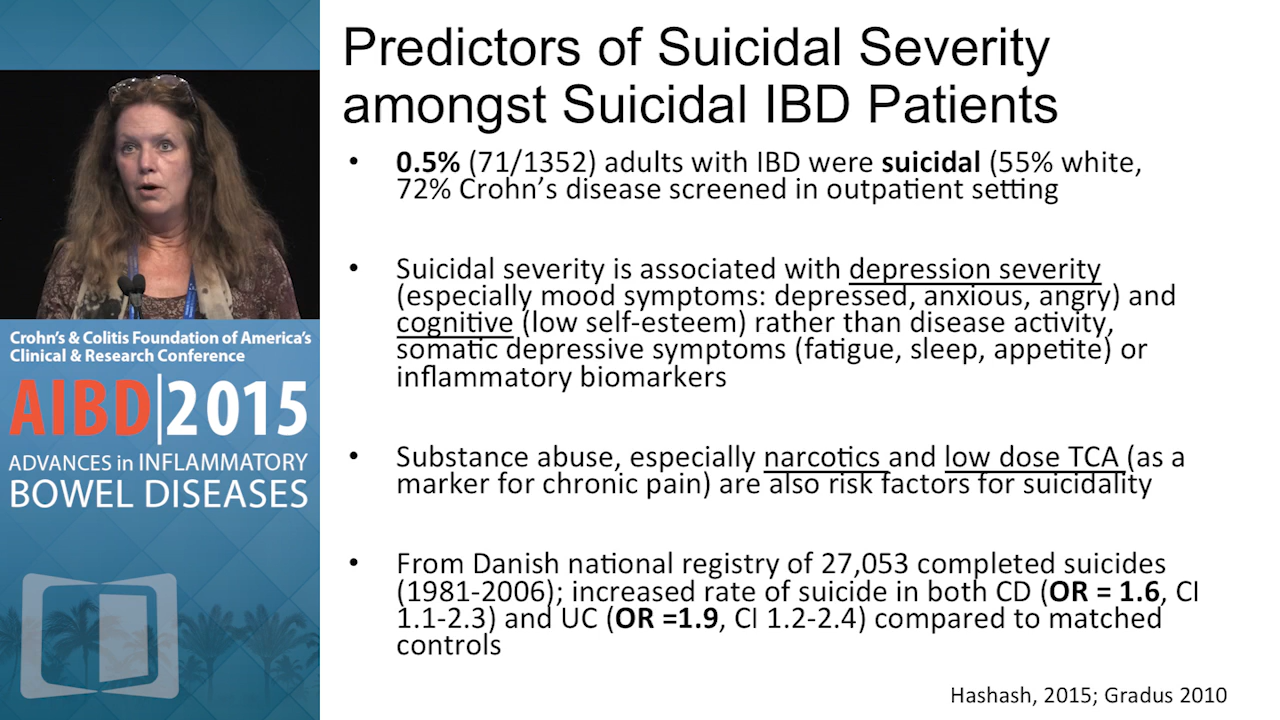 Predictors of Suicidal Severity
amongst Suicidal IBD Patients
• 0.5% (71/1352) adults with IBD were suicidal (55% white,
72% Crohn’s disease screened in outpatient setting
• Suicidal severity is associated with depression severity
(especially mood symptoms: depressed, anxious, angry) and
cognitive (low self-esteem) rather than disease activity,
somatic depressive symptoms (fatigue, sleep, appetite) or
inflammatory biomarkers
• Substance abuse, especially narcotics and low dose TCA (as a
marker for chronic pain) are also risk factors for suicidality
• From Danish national registry of 27,053 completed suicides
(1981-2006); increased rate of suicide in both CD (OR = 1.6, CI
1.1-2.3) and UC (OR =1.9, CI 1.2-2.4) compared to matched
controls
Hashash, 2015; Gradus 2010
Crohn’s & Colitis Foundation of America’s
Clinical & Research Conference
AIBD|2015
ADVANCES in INFLAMMATORY
BOWEL DISEASES